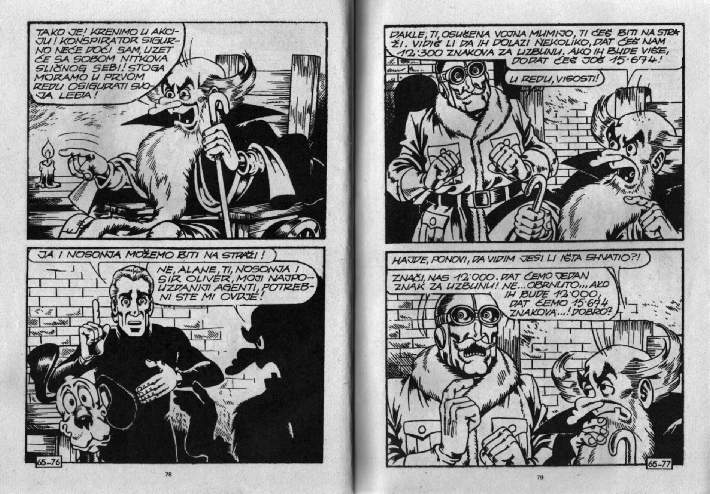 TAKO JE! KRENIMO U AKCI-
JU! KONSPIRATOR SIGUR-
NO NEĆE DOĆI SAM, UZET
ĆE SA SOBOM NITKOVA
SLIČNOG SEBI! STOGA
MORAMO U PRVOM
REDU OSIGURATI SVO-
JA LEĐA!
JA I NOSONJA MOŽEMO BITI NA STRAŽI!
NE, ALANE, TI, NOSONJA I
SIR OLIVER, MOJI NAJPO-
UZDANIJI AGENTI, POTREB-
NI STE MI OVDJE!
65-76
78
DAKLE, TI, OSUŠENA VOJNA MUMIJO, TI ĆEŠ BITI NA STRA-
ŽI. VIDIŠ LI DA IH DOLAZI NEKOLIKO, DAT ĆEŠ NAM
12·300 ZNAKOVA ZA UZBUNU. AKO IH BUDE VIŠE,
DODAT ĆEŠ JOŠ 15·674!
U REDU, VISOSTI!
HAJDE, PONOVI, DA VIDIM JESI LI IŠTA SHVATIO?!
ZNAČI, NAS 12·000. DAT ĆEMO JEDAN
ZNAK ZA UZBUNU! NE...OBRNUTO...AKO
IH BUDE 12·000,
DAT ĆEMO 15·674
ZNAKOVA...! DOBRO?
65-77
79